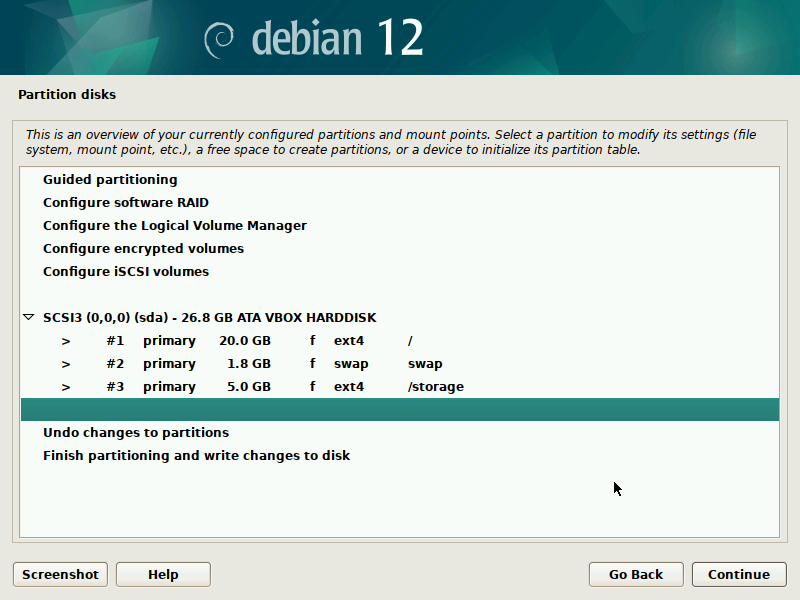 debian 12
Partition disks
This is an overview of your currently configured partitions and mount points. Select a partition to modify its settings (file
system, mount point, etc.), a free space to create partitions, or a device to initialize its partition table.
Guided partitioning
Configure software RAID
Configure the Logical Volume Manager
Configure encrypted volumes
Configure iSCSI volumes
SCSI3 (0,0,0) (sda) - 26.8 GB ATA VBOX HARDDISK
> #1 primary 20.0 GB f ext4 /
> #2 primary 1.8 GB f swap swap
> #3 primary 5.0 GB f ext4 /storage
Undo changes to partitions
Finish partitioning and write changes to disk
Screenshot Help Go Back Continue